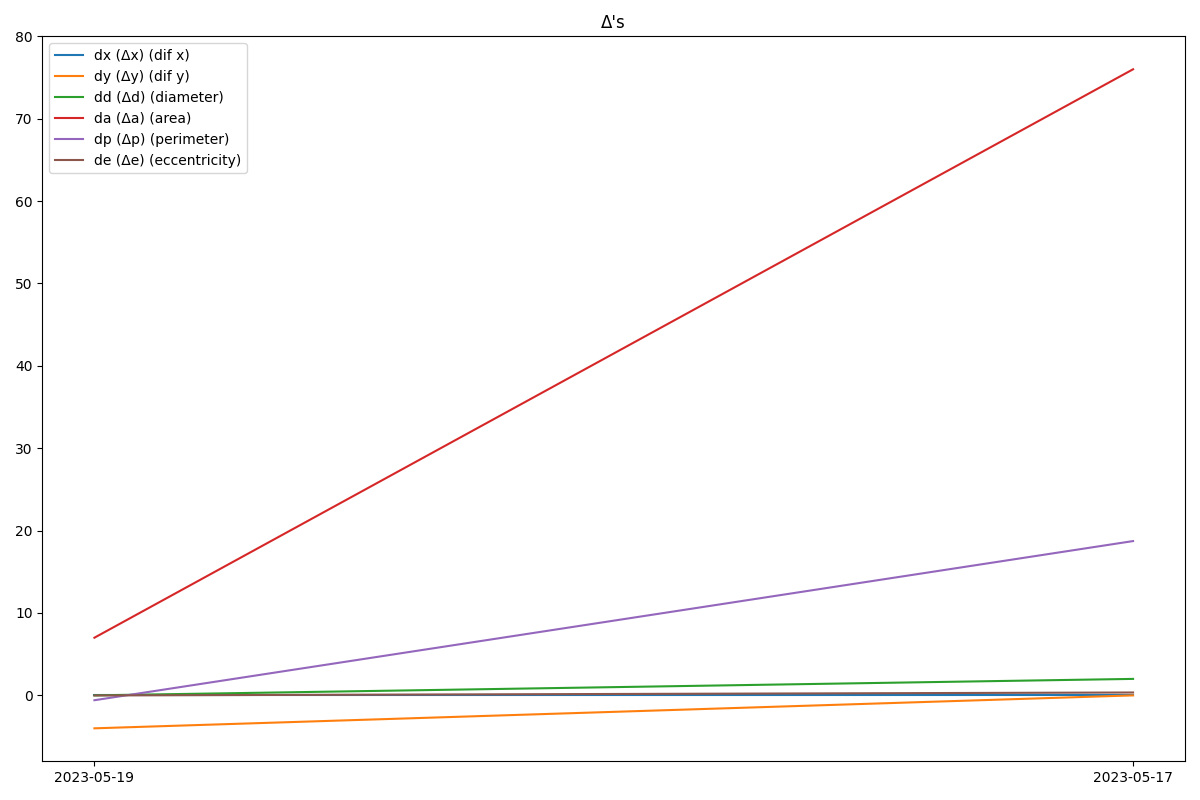 Δ's
80
70
60
50
40
30
20
10
0
dx (Δx) (dif x)
dy (Δy) (dif y)
dd (Δd) (diameter)
da (Δa) (area)
dp (Δp) (perimeter)
de (Δe) (eccentricity)
2023-05-19 2023-05-17